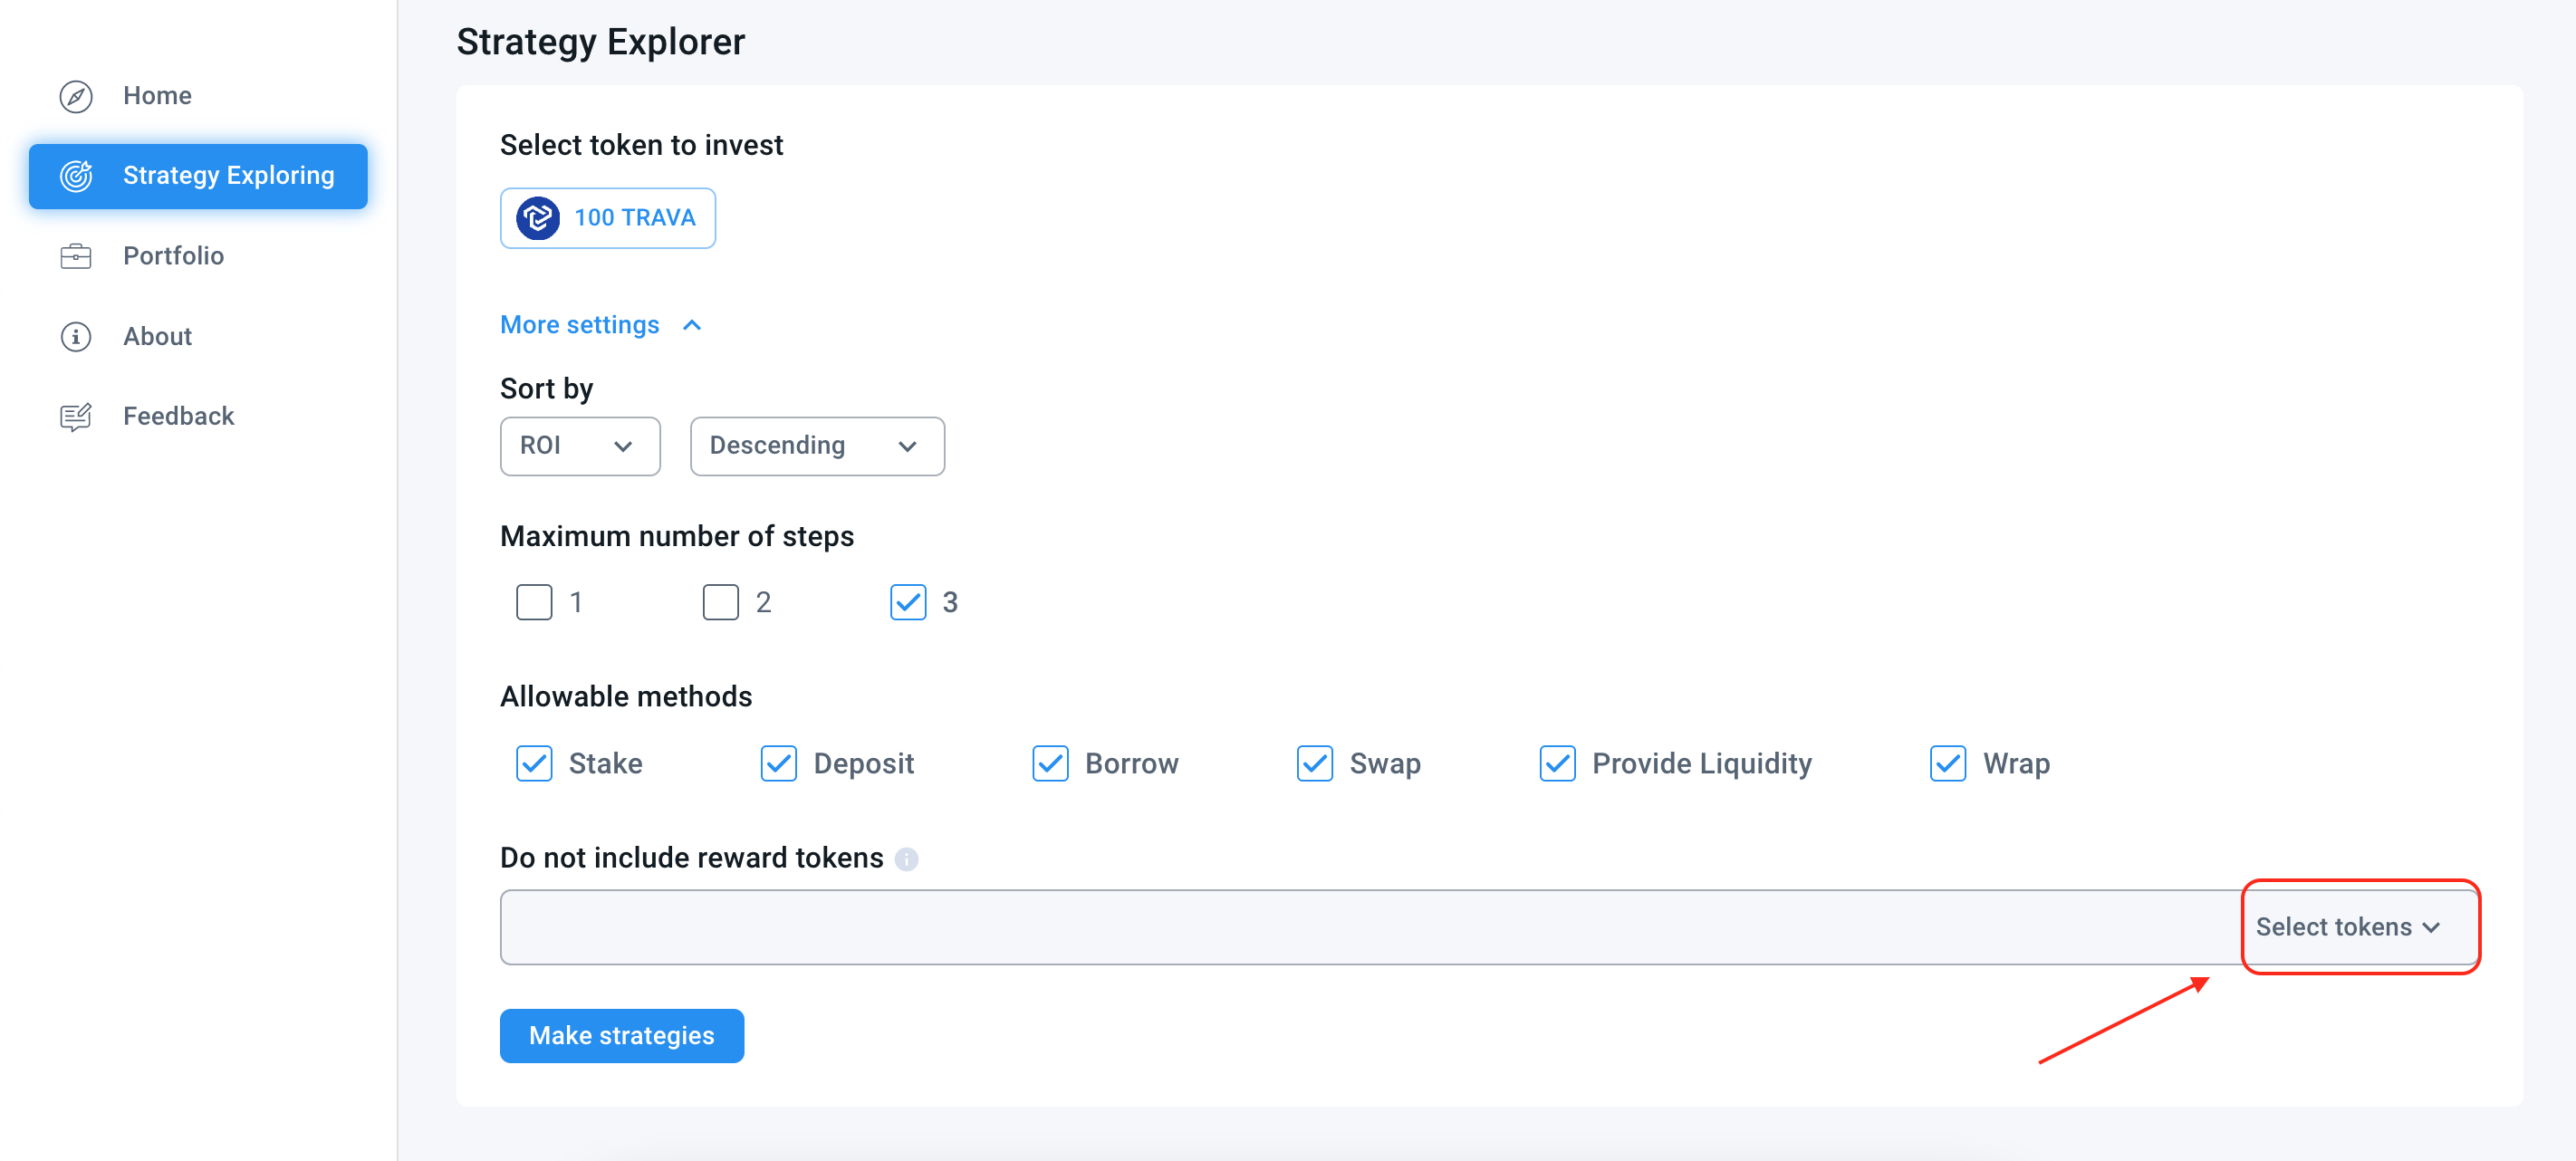 Strategy Explorer
Home
Strategy Exploring
Portfolio
About
Feedback
Select token to invest
100 TRAVA
More settings
Sort by
ROI Descending
Maximum number of steps
1 2 3
Allowable methods
Stake Deposit Borrow Swap Provide Liquidity Wrap
Do not include reward tokens
Select tokens
Make strategies